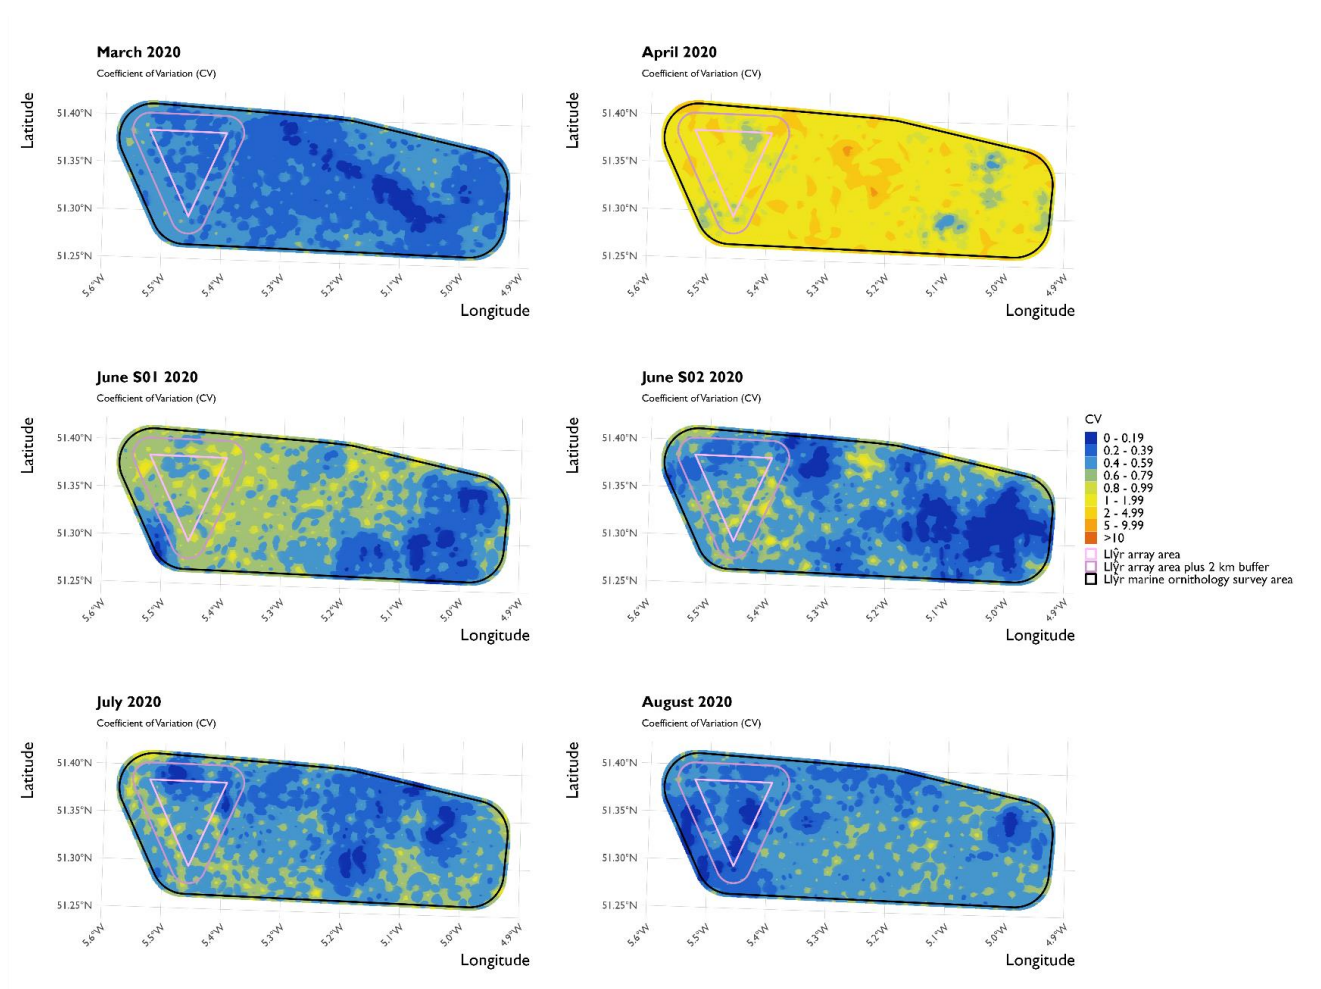 March 2020
Coefficient of Variation (CV)
Latitude
51.40°N
51.35°N
51.30°N
51.25°N
5.6°W
5.5°W
5.4°W
5.3°W
5.2°W
5.1°W
5.0°W
4.9°W
Longitude
April 2020
Coefficient of Variation (CV)
Latitude
51.40°N
51.35°N
51.30°N
51.25°N
5.6°W
5.5°W
5.4°W
5.3°W
5.2°W
5.1°W
5.0°W
4.9°W
Longitude
June S01 2020
Coefficient of Variation (CV)
Latitude
51.40°N
51.35°N
51.30°N
51.25°N
5.6°W
5.5°W
5.4°W
5.3°W
5.2°W
5.1°W
5.0°W
4.9°W
Longitude
June S02 2020
Coefficient of Variation (CV)
Latitude
51.40°N
51.35°N
51.30°N
51.25°N
5.6°W
5.5°W
5.4°W
5.3°W
5.2°W
5.1°W
5.0°W
4.9°W
Longitude
CV
0 - 0.19
0.2 - 0.39
0.4 - 0.59
0.6 - 0.79
0.8 - 0.99
1 - 1.99
2 - 4.99
5 - 9.99
>10
Llŷr array area
Llŷr array area plus 2 km buffer
Llŷr marine ornithology survey area
July 2020
Coefficient of Variation (CV)
Latitude
51.40°N
51.35°N
51.30°N
51.25°N
5.6°W
5.5°W
5.4°W
5.3°W
5.2°W
5.1°W
5.0°W
4.9°W
Longitude
August 2020
Coefficient of Variation (CV)
Latitude
51.40°N
51.35°N
51.30°N
51.25°N
5.6°W
5.5°W
5.4°W
5.3°W
5.2°W
5.1°W
5.0°W
4.9°W
Longitude